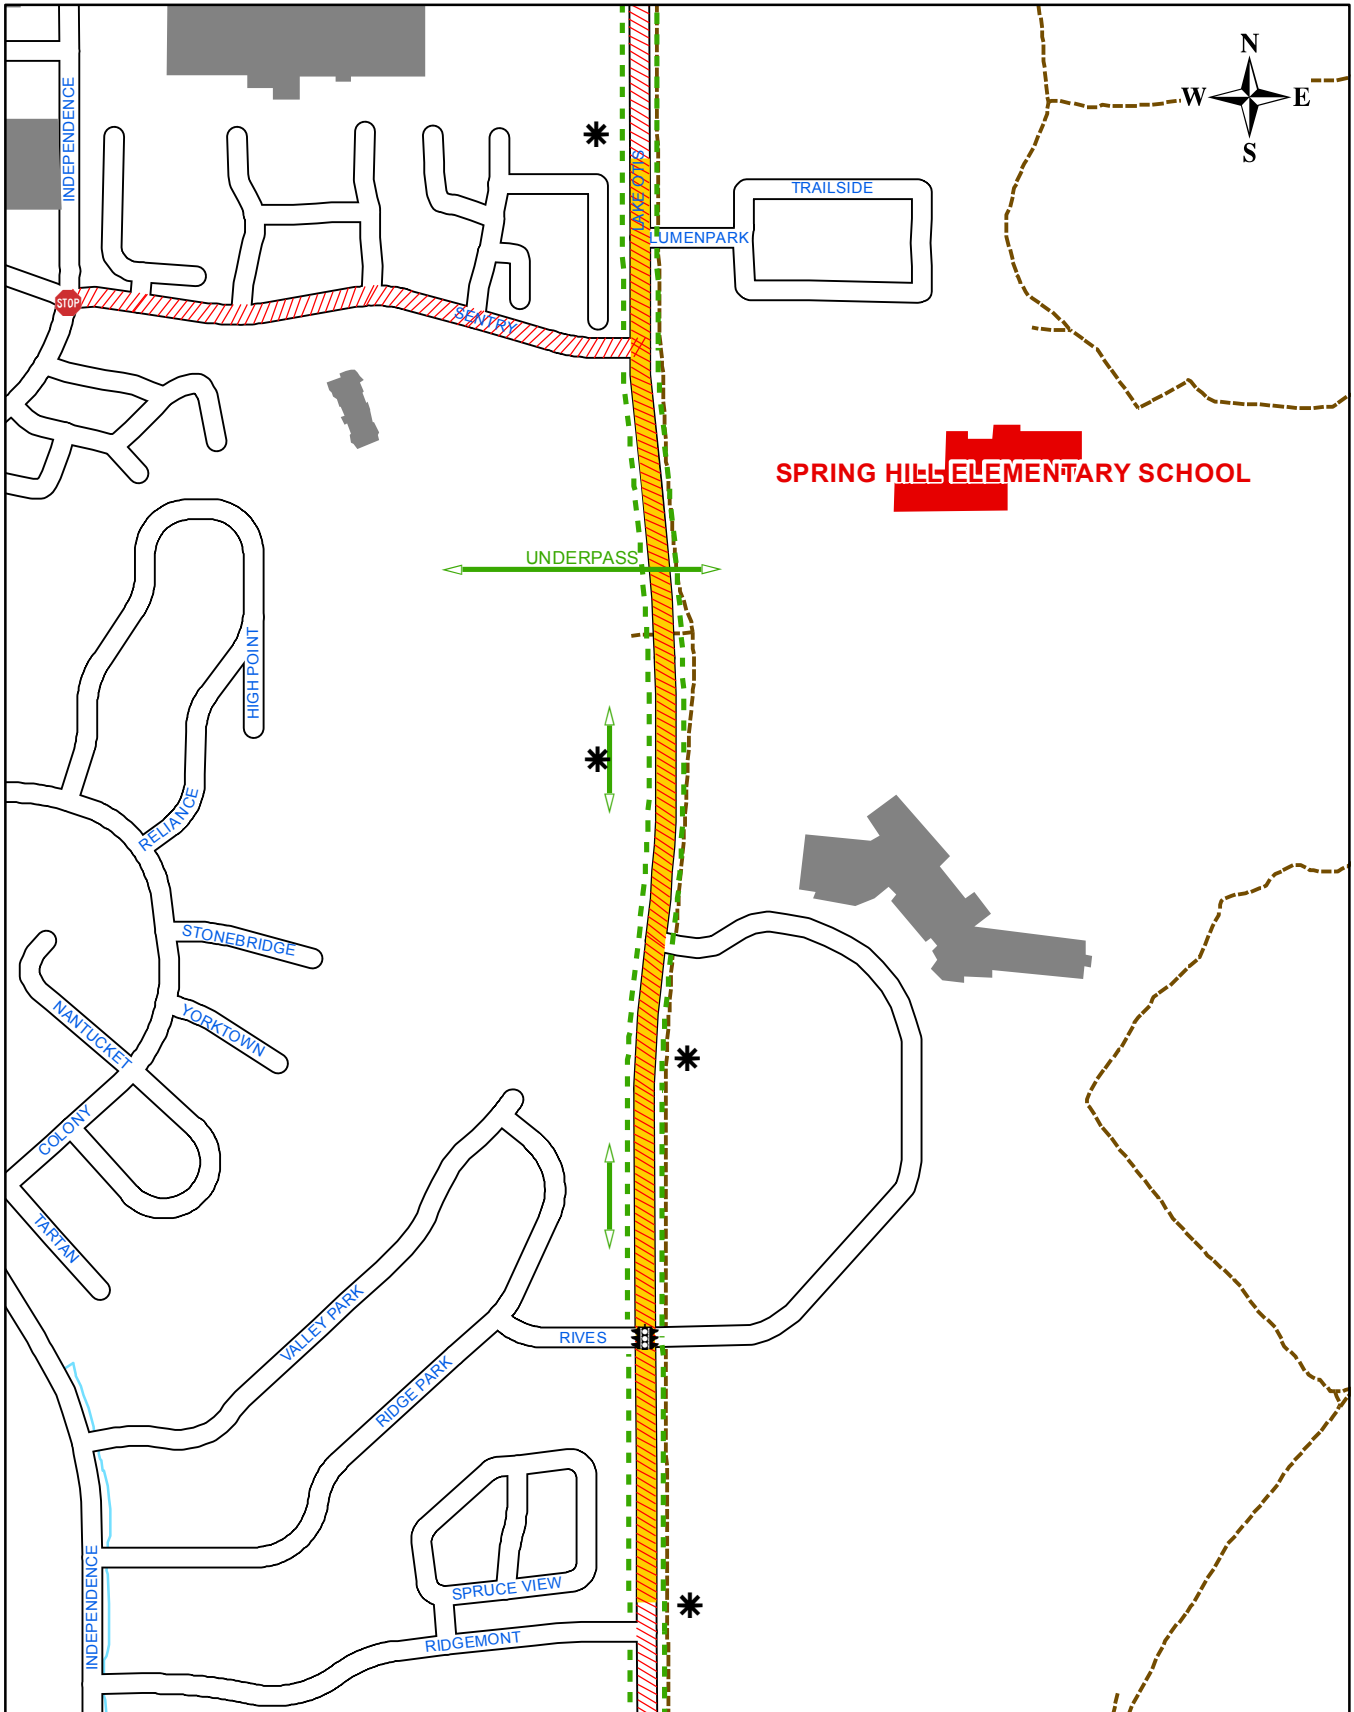 N
W E
S
INDEPENDENCE
LAKE OTIS
TRAILSIDE
LUMENPARK
STOP
SENTRY
SPRING HILL ELEMENTARY SCHOOL
UNDERPASS
HIGH POINT
RELIANCE
STONEBRIDGE
NANTUCKET
YORKTOWN
COLONY
TARTAN
VALLEY PARK
RIVES
RIDGE PARK
INDEPENDENCE
SPRUCE VIEW
RIDGEMONT